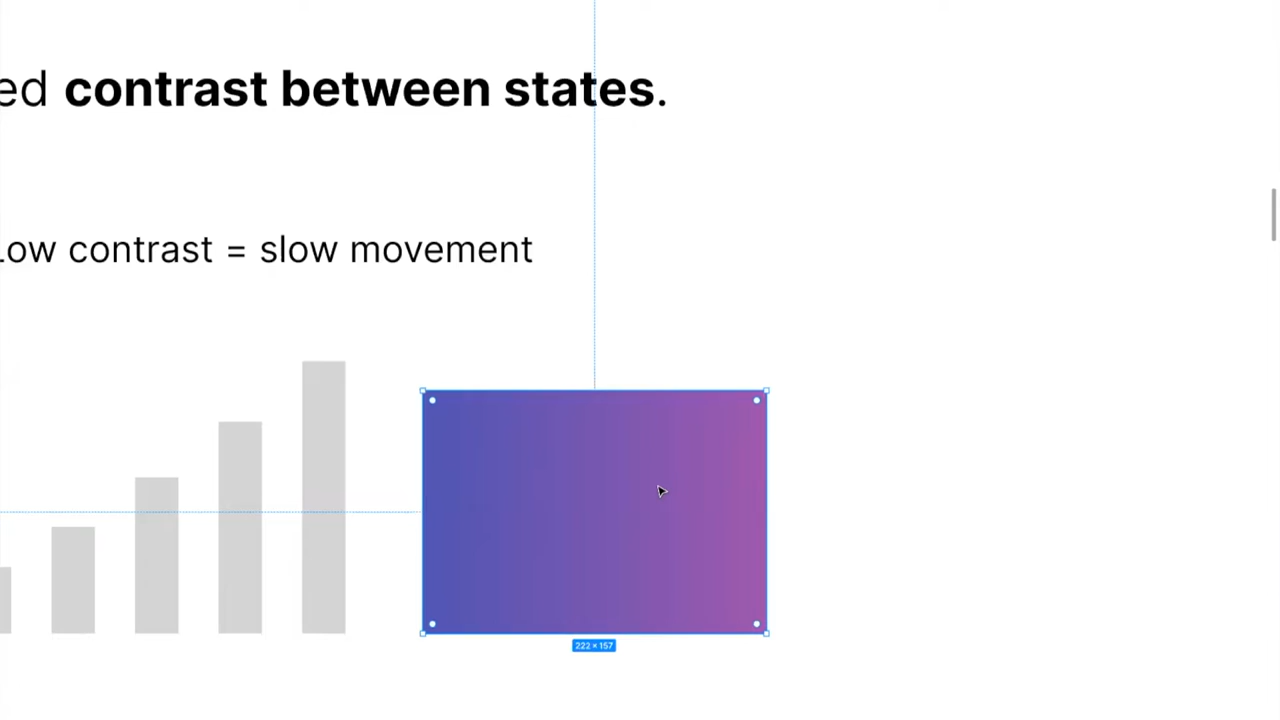 ed contrast between states.
Low contrast = slow movement
222 × 157